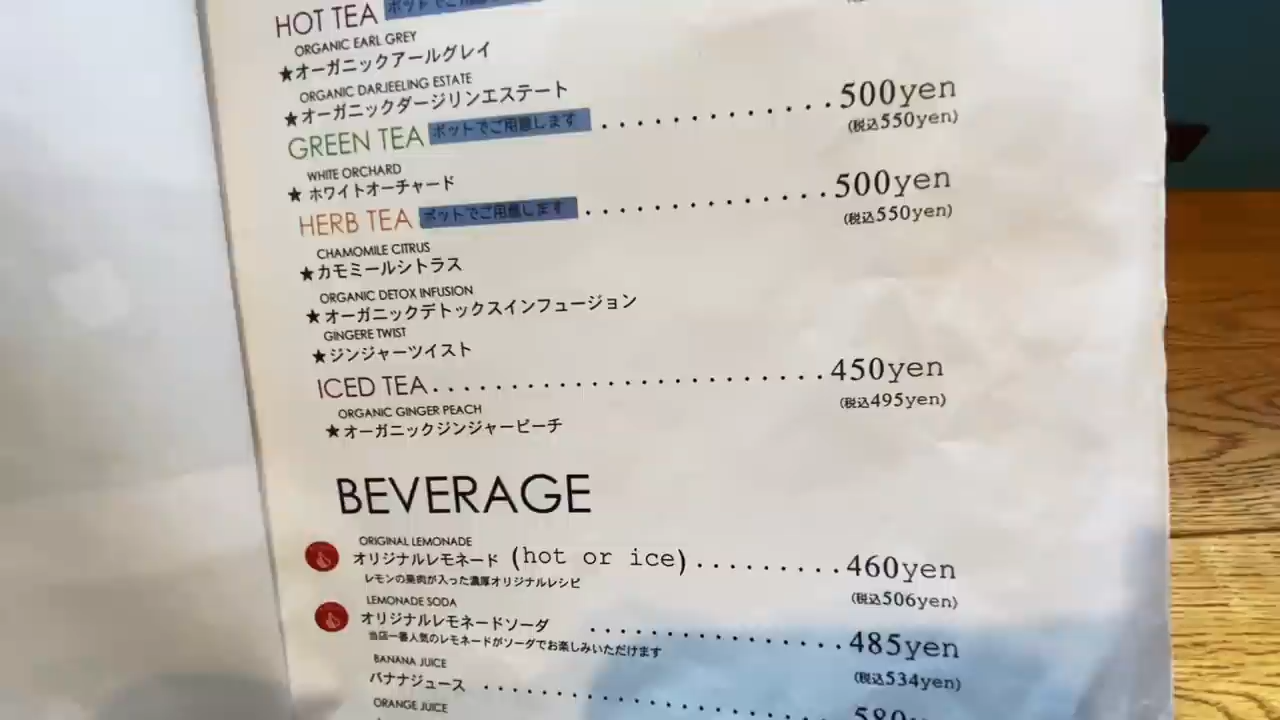 HOT TEA ポットでご用意します
ORGANIC EARL GREY
★オーガニックアールグレイ
ORGANIC DARJEELING ESTATE
★オーガニックダージリンエステート
GREEN TEA ポットでご用意します ............... 500yen
(税込550yen)
WHITE ORCHARD
★ ホワイトオーチャード
HERB TEA ポットでご用意します ................ 500yen
(税込550yen)
CHAMOMILE CITRUS
★カモミールシトラス
ORGANIC DETOX INFUSION
★オーガニックデトックスインフュージョン
GINGERE TWIST
★ジンジャーツイスト
ICED TEA.......................... 450yen
(税込495yen)
ORGANIC GINGER PEACH
★オーガニックジンジャーピーチ
BEVERAGE
ORIGINAL LEMONADE
オリジナルレモネード (hot or ice).......... 460yen
レモンの果肉が入った濃厚オリジナルレシピ
(税込506yen)
LEMONADE SODA
オリジナルレモネードソーダ ................. 485yen
当店一番人気のレモネードがソーダでお楽しみいただけます
(税込534yen)
BANANA JUICE
バナナジュース ........................ 580
ORANGE JUICE